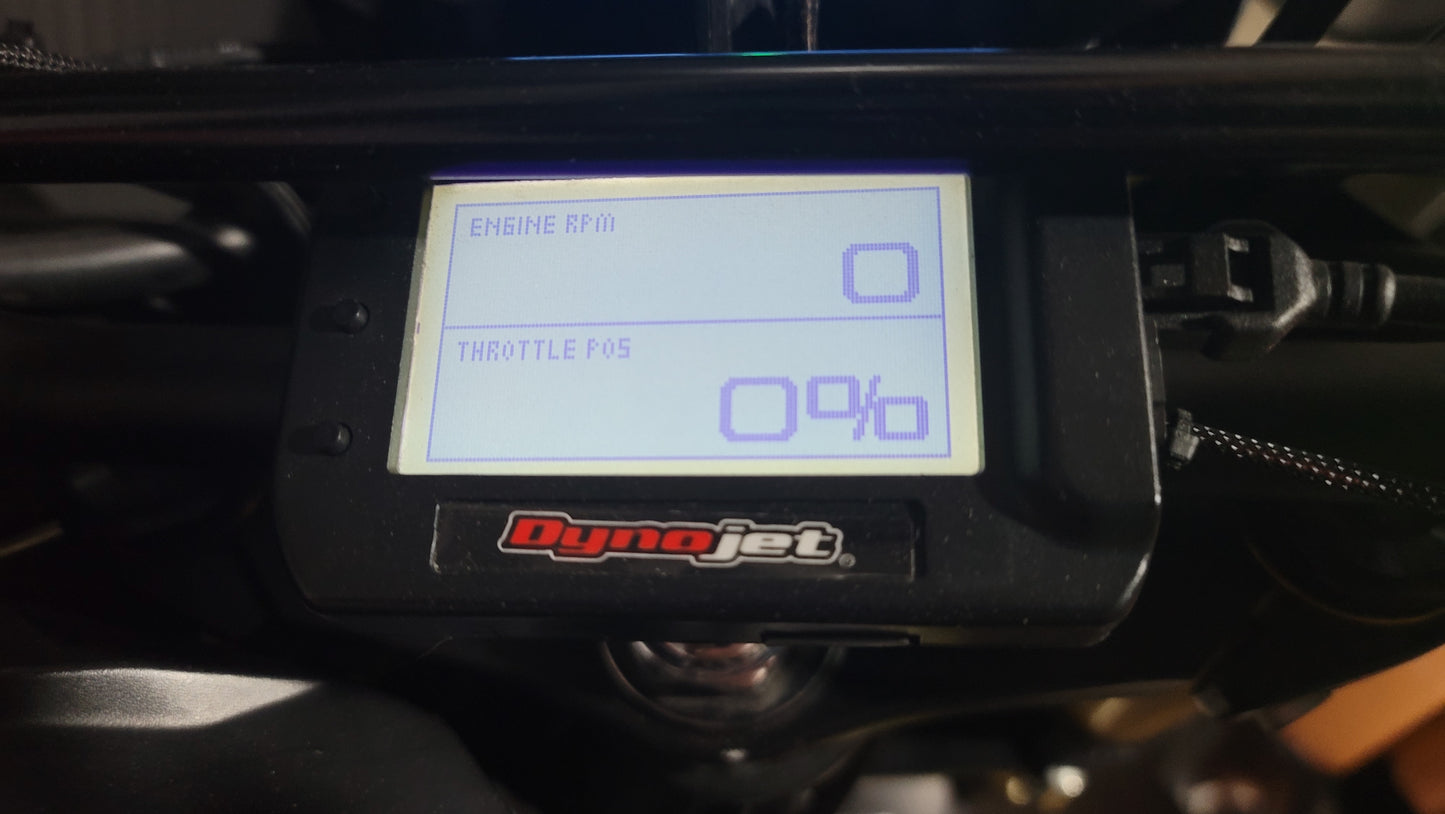 ENGINE RPM
0
THROTTLE POS
0%
Dynojet®